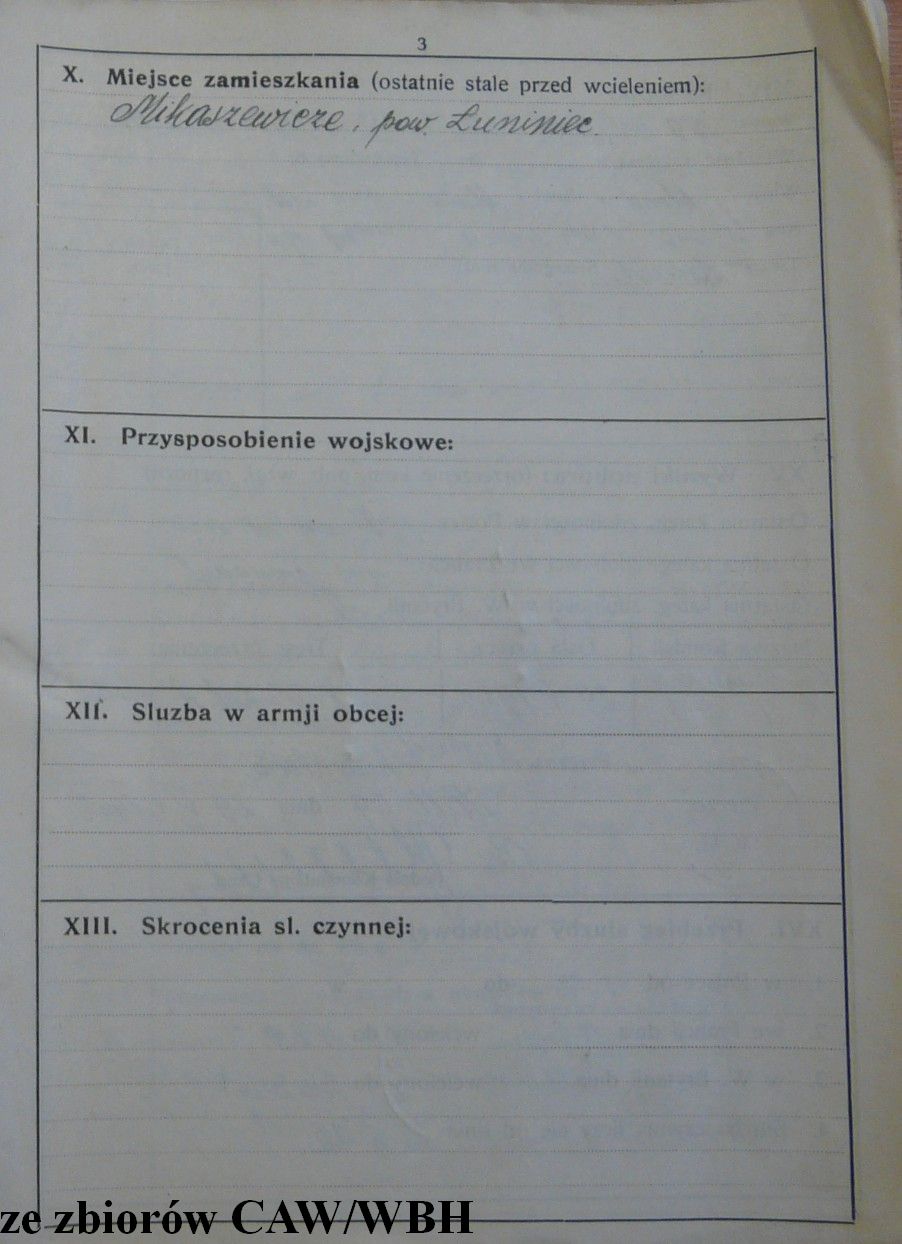 3
X. Miejsce zamieszkania (ostatnie stale przed wcieleniem):
Mikaszewicze, pow. Łuniniec.
XI. Przysposobienie wojskowe:
XII. Sluzba w armji obcej:
XIII. Skrocenia sl. czynnej:
ze zbiorów CAW/WBH